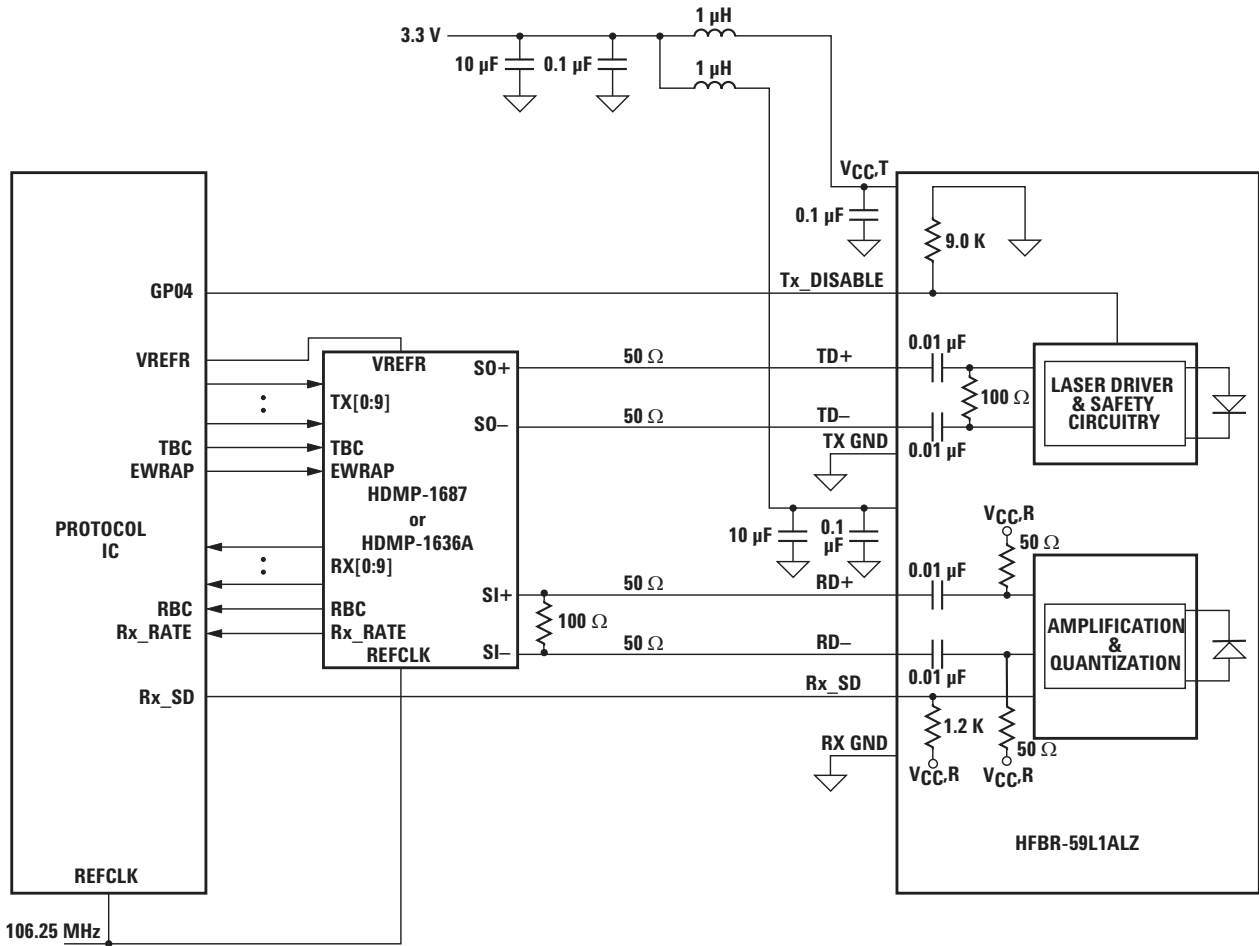 1 µH
3.3 V
10 µF
0.1 µF
1 µH
VCC,T
0.1 µF
9.0 K
GP04
Tx_DISABLE
VREFR
VREFR
SO+
50 Ω
TD+
0.01 µF
TX[0:9]
100 Ω
LASER DRIVER
& SAFETY
CIRCUITRY
SO–
50 Ω
TD–
TX GND
0.01 µF
TBC
TBC
EWRAP
EWRAP
HDMP-1687
or
HDMP-1636A
PROTOCOL
IC
10 µF
0.1
µF
VCC,R
50 Ω
RX[0:9]
0.01 µF
SI+
50 Ω
RD+
RBC
RBC
100 Ω
Rx_RATE
Rx_RATE
REFCLK
SI–
50 Ω
RD–
0.01 µF
AMPLIFICATION
&
QUANTIZATION
Rx_SD
Rx_SD
1.2 K
50 Ω
RX GND
VCC,R
VCC,R
HFBR-59L1ALZ
REFCLK
106.25 MHz